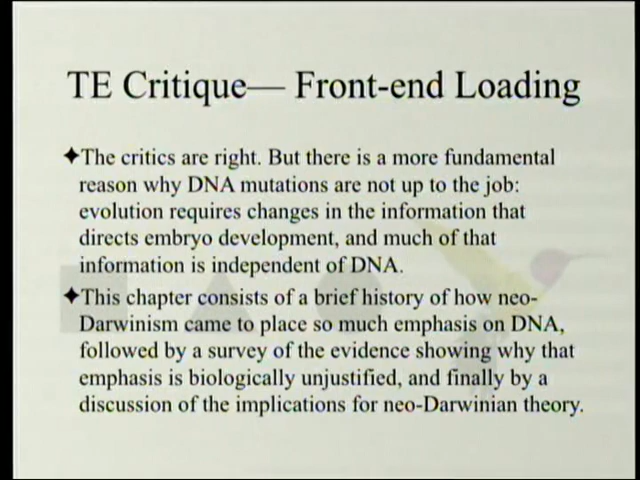 TE Critique— Front-end Loading
✦The critics are right. But there is a more fundamental
reason why DNA mutations are not up to the job:
evolution requires changes in the information that
directs embryo development, and much of that
information is independent of DNA.
✦This chapter consists of a brief history of how neo-
Darwinism came to place so much emphasis on DNA,
followed by a survey of the evidence showing why that
emphasis is biologically unjustified, and finally by a
discussion of the implications for neo-Darwinian theory.